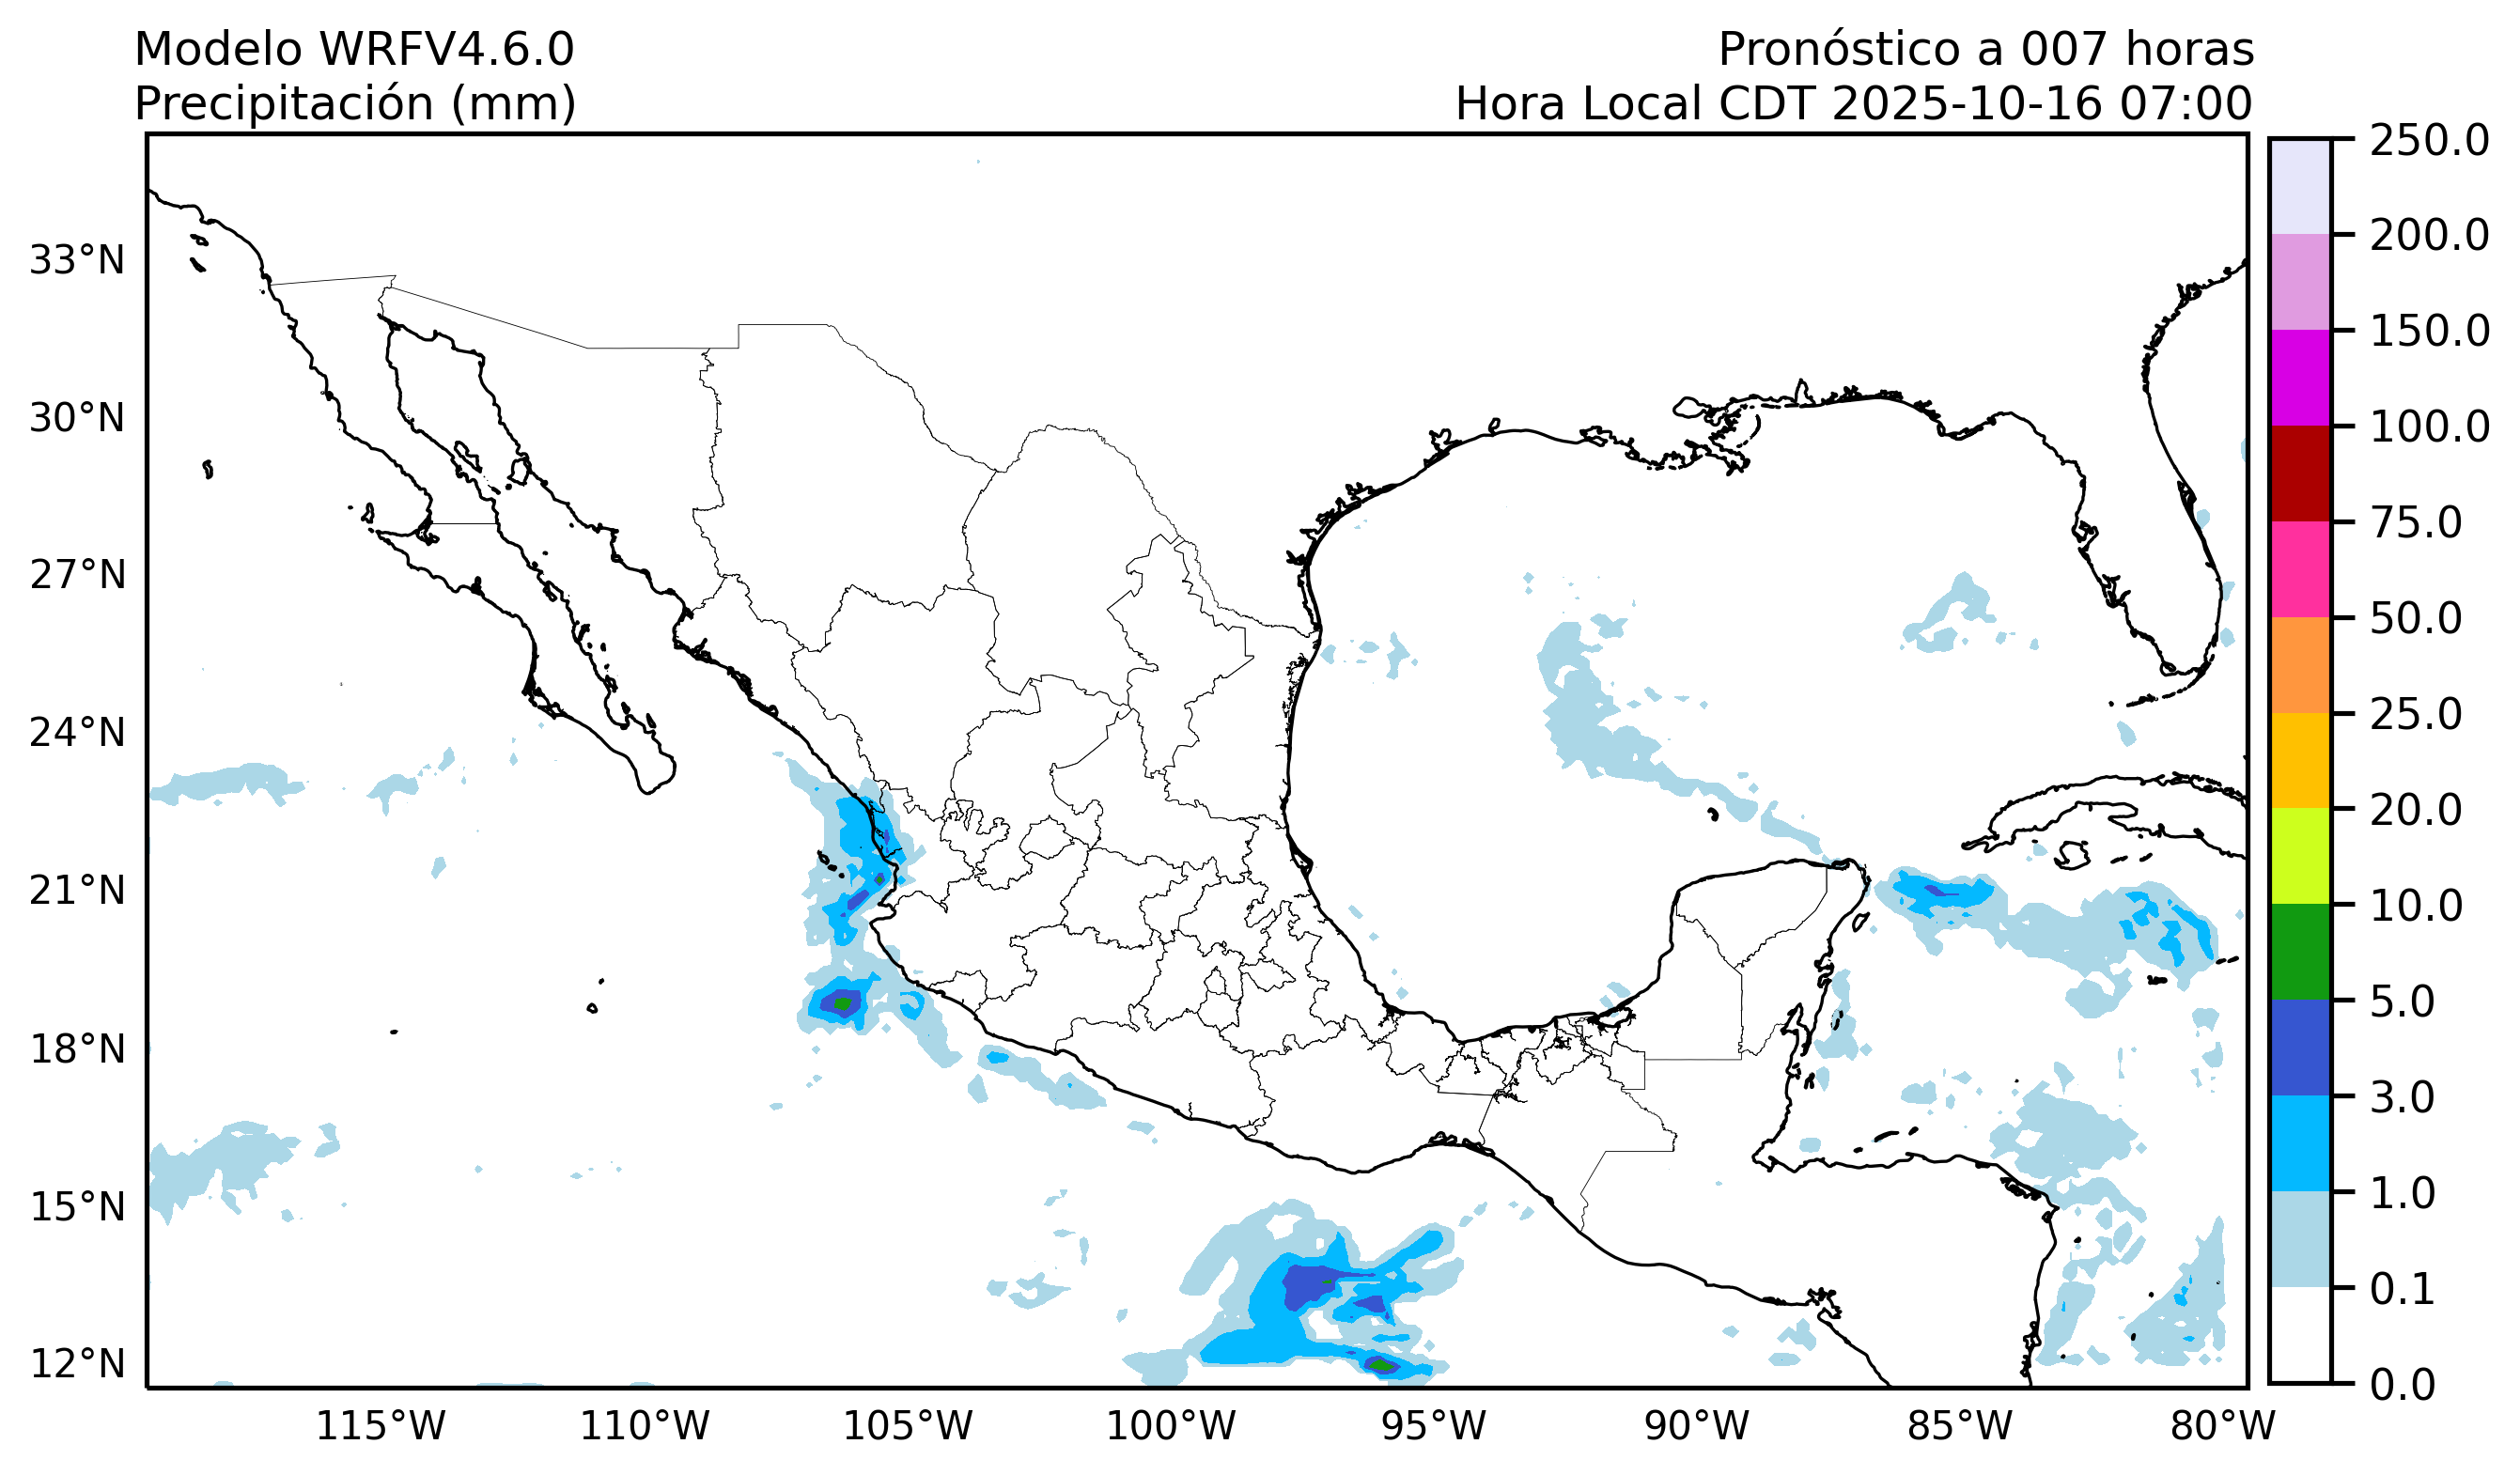 Modelo WRFV4.6.0
Precipitación (mm)
Pronóstico a 007 horas
Hora Local CDT 2025-10-16 07:00
33°N
30°N
27°N
24°N
21°N
18°N
15°N
12°N
115°W
110°W
105°W
100°W
95°W
90°W
85°W
80°W
250.0
200.0
150.0
100.0
75.0
50.0
25.0
20.0
10.0
5.0
3.0
1.0
0.1
0.0